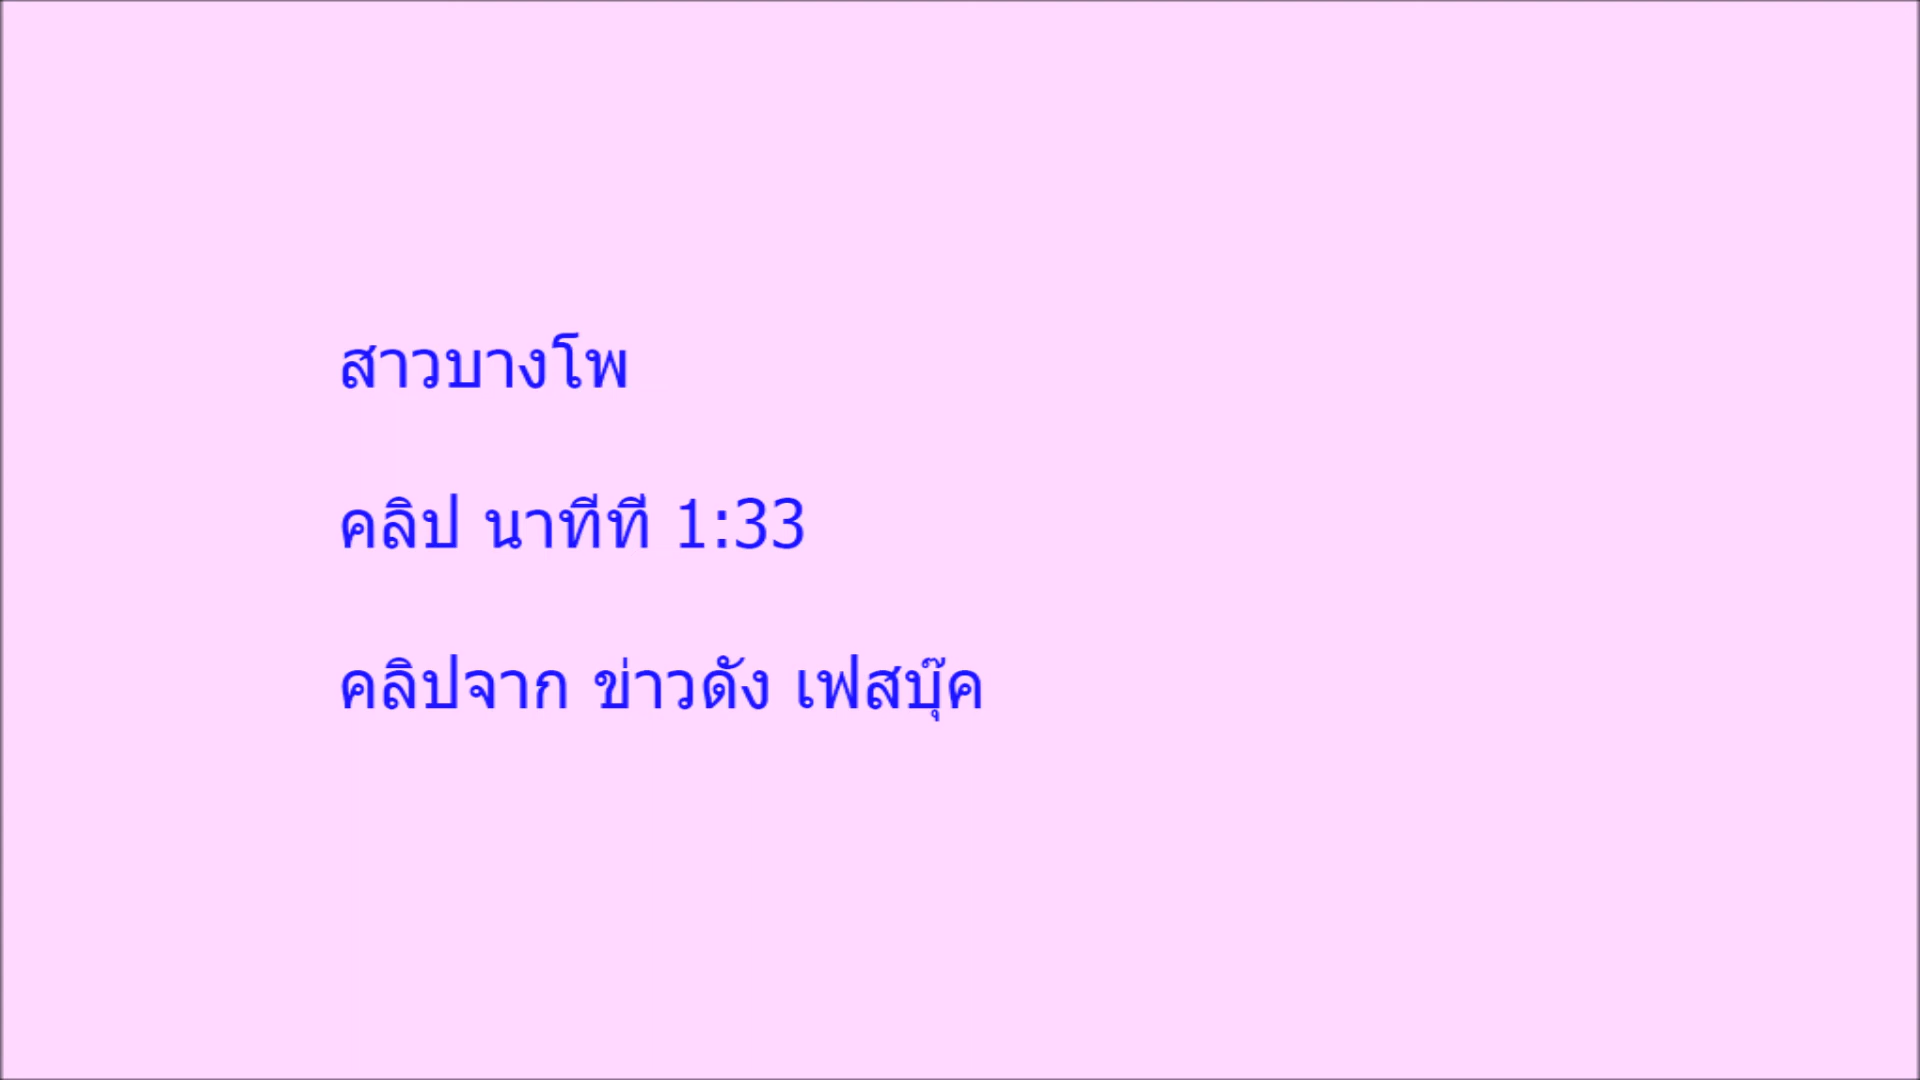 สาวบางโพ
คลิป นาทีที 1:33
คลิปจาก ข่าวดัง เฟสบุ๊ค